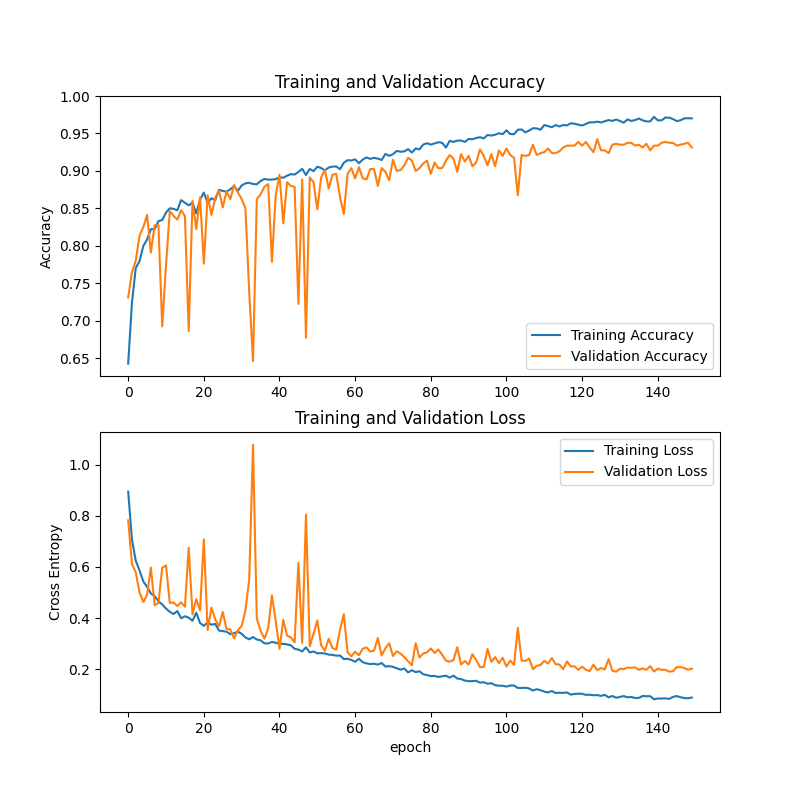 Training and Validation Accuracy
1.00
0.95
0.90
0.85
0.80
0.75
0.70
0.65
Accuracy
Training Accuracy
Validation Accuracy
0 20 40 60 80 100 120 140
Training and Validation Loss
1.0
0.8
0.6
0.4
0.2
Cross Entropy
Training Loss
Validation Loss
0 20 40 60 80 100 120 140
epoch